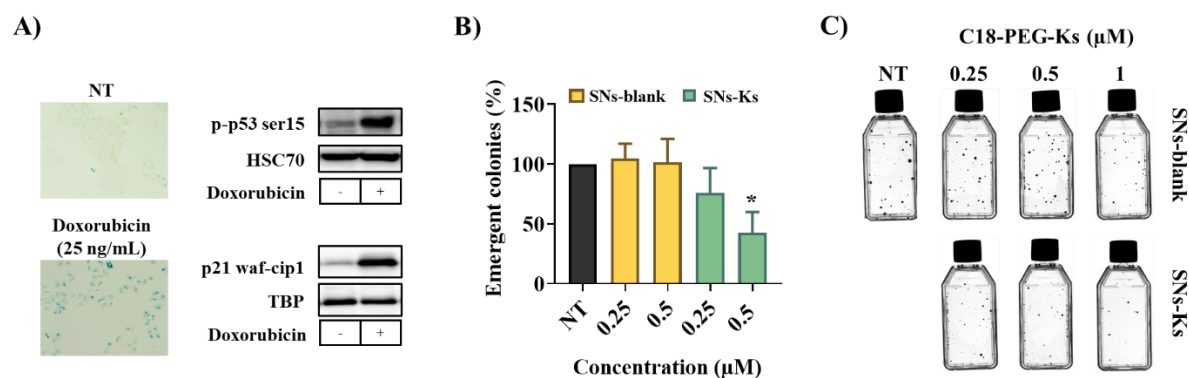 A)
NT
Doxorubicin
(25 ng/mL)
p-p53 ser15
HSC70
Doxorubicin - +
p21 waf-cip1
TBP
Doxorubicin - +
B)
SNs-blank SNs-Ks
Emergent colonies (%)
150
100
50
0
*
NT 0.25 0.5 0.25 0.5
Concentration (µM)
C)
C18-PEG-Ks (µM)
NT 0.25 0.5 1
SNs-blank
SNs-Ks